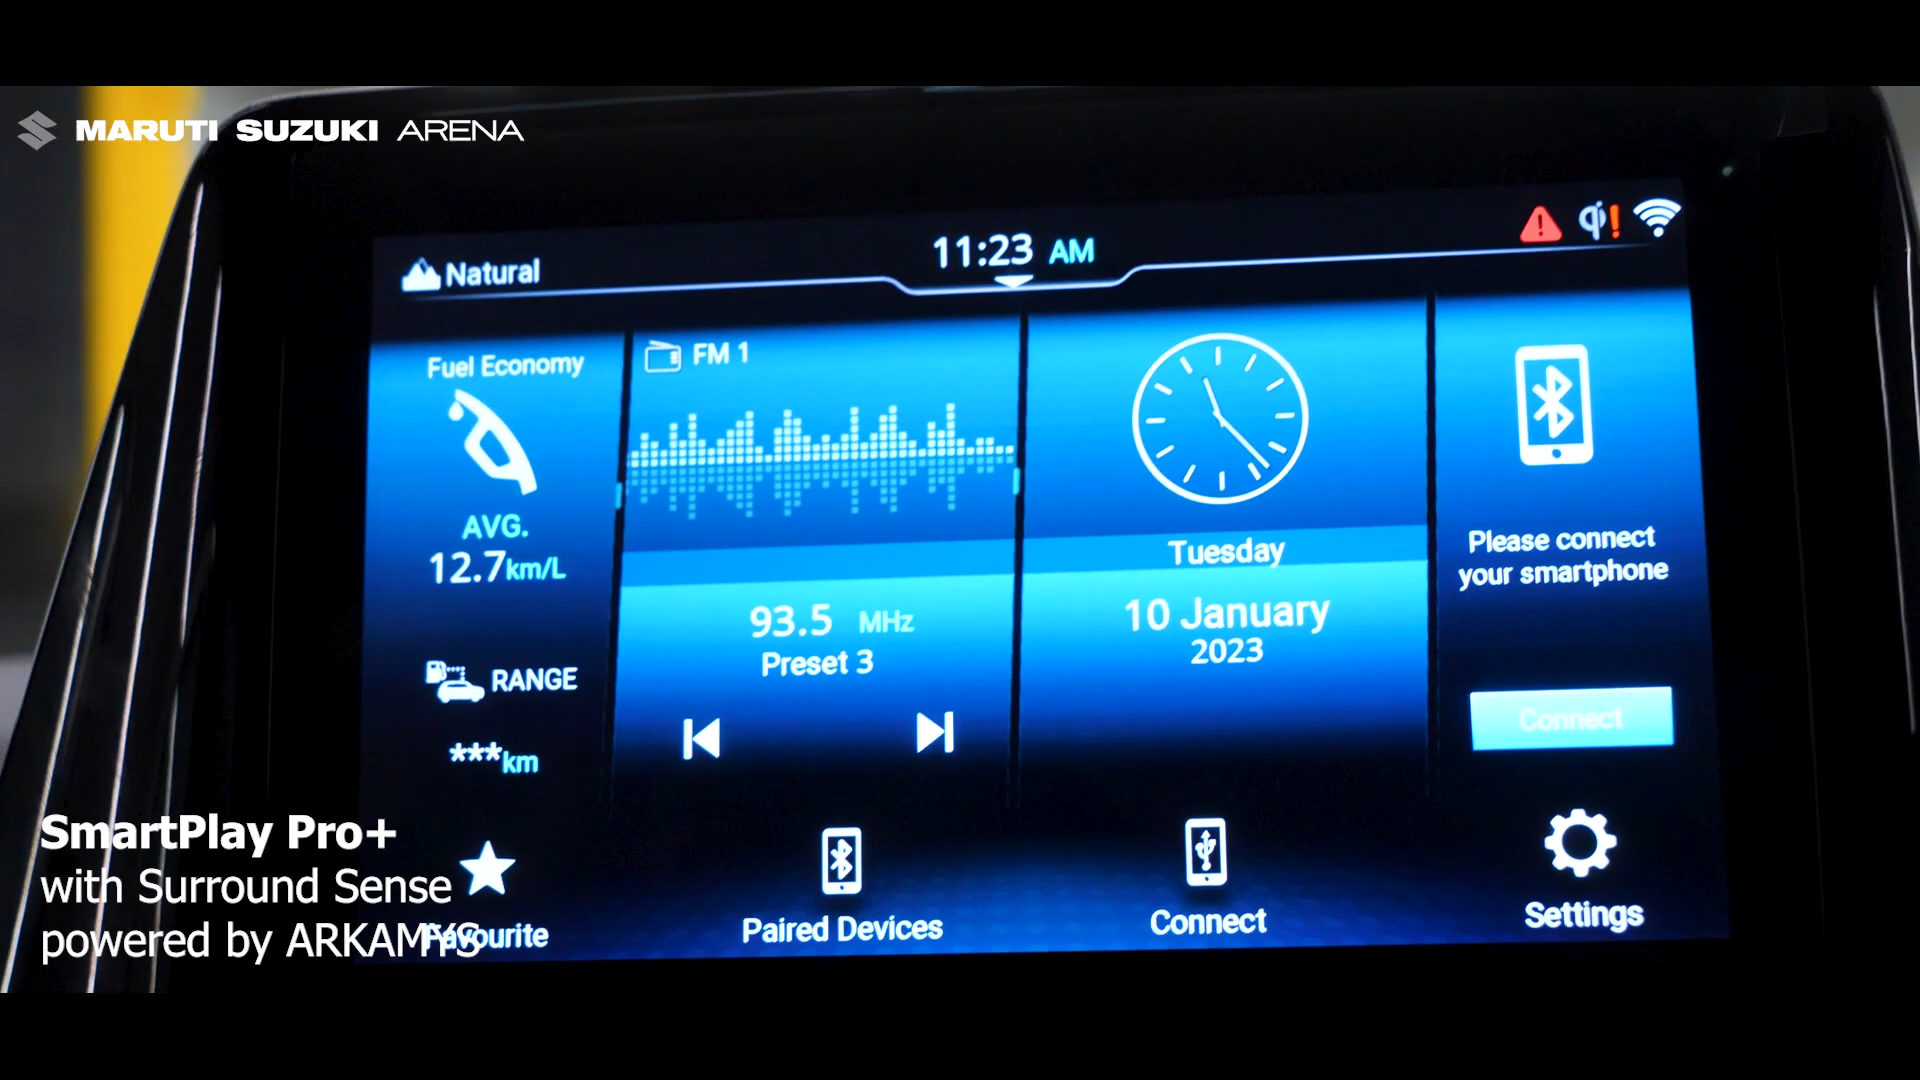 MARUTI SUZUKI ARENA
Natural
11:23 AM
Fuel Economy
AVG.
12.7km/L
RANGE
***km
FM 1
93.5 MHz
Preset 3
Tuesday
10 January
2023
Please connect
your smartphone
Connect
Favourite
Paired Devices
Connect
Settings
SmartPlay Pro+
with Surround Sense
powered by ARKAMYS